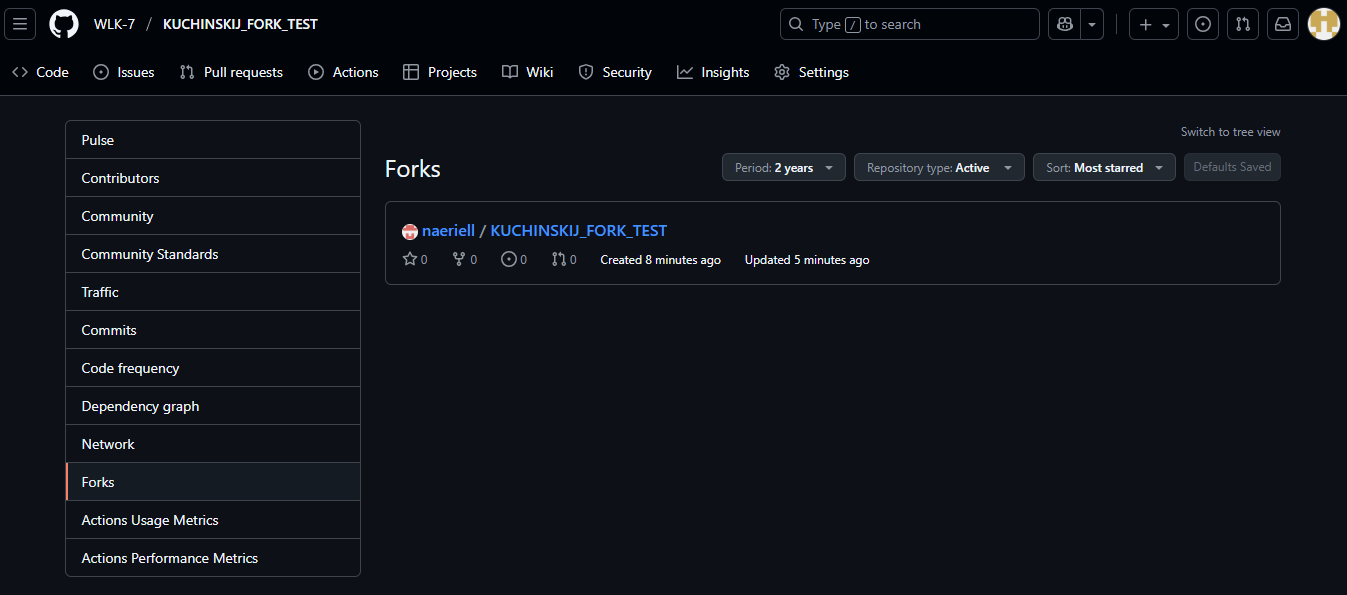 WLK-7 / KUCHINSKIJ_FORK_TEST
Type / to search
Code Issues Pull requests Actions Projects Wiki Security Insights Settings
Pulse
Contributors
Community
Community Standards
Traffic
Commits
Code frequency
Dependency graph
Network
Forks
Actions Usage Metrics
Actions Performance Metrics
Switch to tree view
Forks
Period: 2 years Repository type: Active Sort: Most starred Defaults Saved
naeriell / KUCHINSKIJ_FORK_TEST
0 0 0 0 Created 8 minutes ago Updated 5 minutes ago